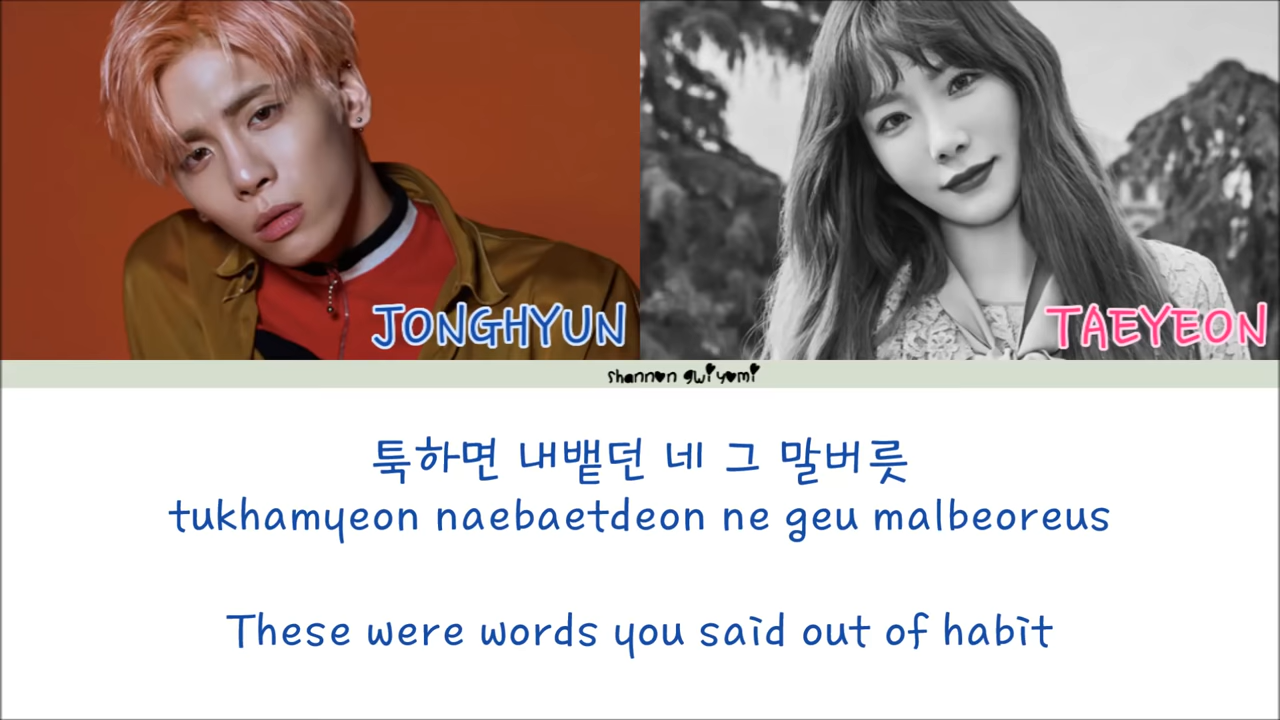 JONGHYUN
TAEYEON
shannon gwiyomi
툭하면 내뱉던 네 그 말버릇
tukhamyeon naebaetdeon ne geu malbeoreus
These were words you said out of habit